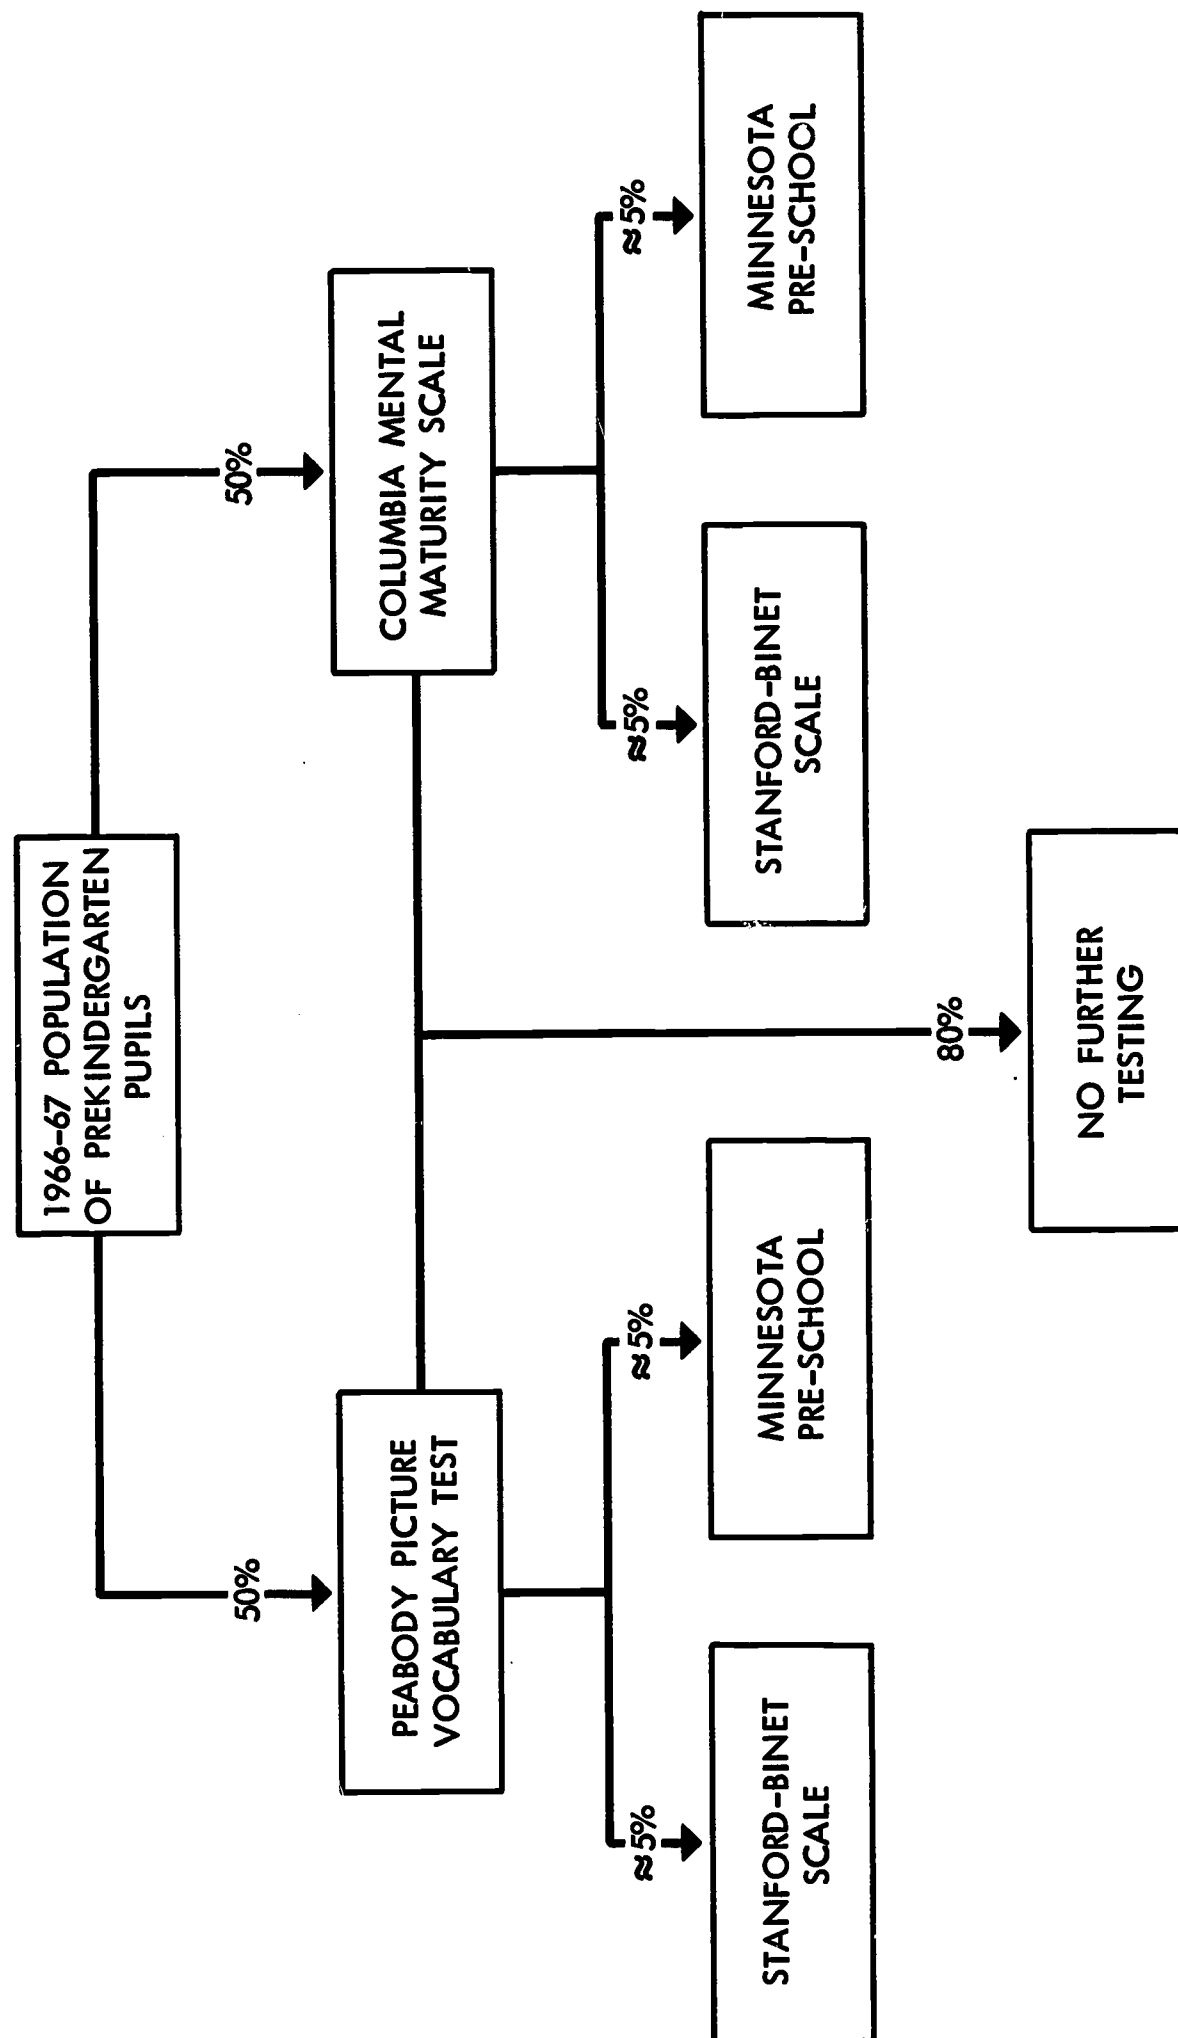 1966-67 POPULATION
OF PREKINDERGARTEN
PUPILS
50%
50%
PEABODY PICTURE
VOCABULARY TEST
COLUMBIA MENTAL
MATURITY SCALE
≈5%
≈5%
≈5%
≈5%
STANFORD-BINET
SCALE
MINNESOTA
PRE-SCHOOL
STANFORD-BINET
SCALE
MINNESOTA
PRE-SCHOOL
80%
NO FURTHER
TESTING